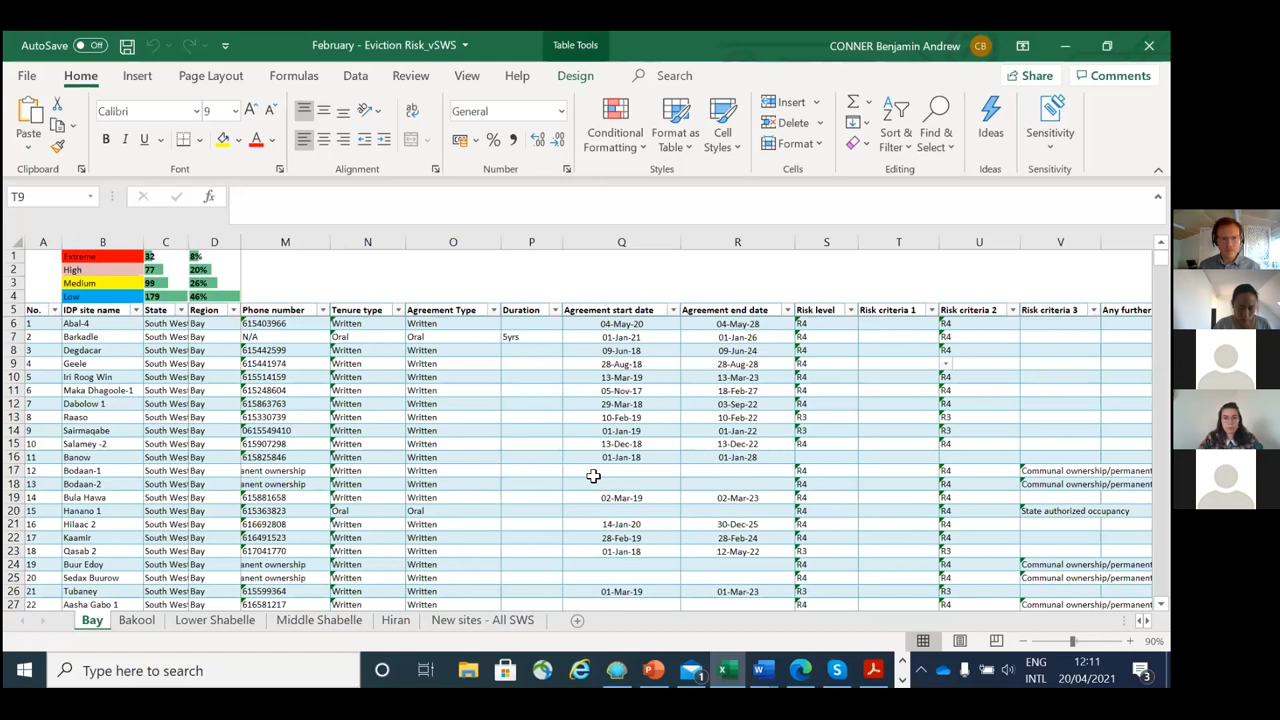 AutoSave Off February - Eviction Risk_vSWS Table Tools CONNER Benjamin Andrew CB
File Home Insert Page Layout Formulas Data Review View Help Design Search Share Comments
Calibri 9 A A ab General Insert Σ
Paste B I U A % Conditional Formatting Format as Table Cell Styles Delete Format Sort & Filter Find & Select Ideas Sensitivity
Clipboard Font Alignment Number Styles Cells Editing Ideas Sensitivity
T9 fx
A B C D M N O P Q R S T U V
1 Extreme 32 8%
2 High 77 20%
3 Medium 99 26%
4 Low 179 46%
5 No. IDP site name State Region Phone number Tenure type Agreement Type Duration Agreement start date Agreement end date Risk level Risk criteria 1 Risk criteria 2 Risk criteria 3 Any further
6 1 Abal-4 South West Bay 615403966 Written Written 04-May-20 04-May-28 R4 R4
7 2 Barkadle South West Bay N/A Oral Oral 5yrs 01-Jan-21 01-Jan-26 R4 R4
8 3 Degdacar South West Bay 615442599 Written Written 09-Jun-18 09-Jun-24 R4 R4
9 4 Geele South West Bay 615441974 Written Written 28-Aug-18 28-Aug-28 R4
10 5 Iri Roog Win South West Bay 615514159 Written Written 13-Mar-19 13-Mar-23 R4 R4
11 6 Maka Dhagoole-1 South West Bay 615248604 Written Written 05-Nov-17 18-Feb-27 R4 R4
12 7 Dabolow 1 South West Bay 615863763 Written Written 29-Mar-18 03-Sep-22 R4 R4
13 8 Raaso South West Bay 615330739 Written Written 10-Feb-19 10-Feb-22 R3 R3
14 9 Sairmaqabe South West Bay 0615549410 Written Written 01-Jan-19 01-Jan-22 R3 R3
15 10 Salamey -2 South West Bay 615907298 Written Written 13-Dec-18 13-Dec-22 R4 R4
16 11 Banow South West Bay 615825846 Written Written 01-Jan-18 01-Jan-28 R4
17 12 Bodaan-1 South West Bay anent ownership Written Written R4 R4 Communal ownership/permanent
18 13 Bodaan-2 South West Bay anent ownership Written Written R4 R4 Communal ownership/permanent
19 14 Bula Hawa South West Bay 615881658 Written Written 02-Mar-19 02-Mar-23 R4 R4
20 15 Hanano 1 South West Bay 615363823 Oral Oral R4 R4 State authorized occupancy
21 16 Hilaac 2 South West Bay 616692808 Written Written 14-Jan-20 30-Dec-25 R4 R4
22 17 Kaamir South West Bay 616491523 Written Written 28-Feb-19 28-Feb-24 R4 R4
23 18 Qasab 2 South West Bay 617041770 Written Written 01-Jan-18 12-May-22 R3 R3
24 19 Buur Edoy South West Bay anent ownership Written Written R4 R4 Communal ownership/permanent
25 20 Sedax Buurow South West Bay anent ownership Written Written R4 R4 Communal ownership/permanent
26 21 Tubaney South West Bay 615599364 Written Written 01-Mar-19 01-Mar-23 R3 R3
27 22 Aasha Gabo 1 South West Bay 616581217 Written Written R4 R4 Communal ownership/permanent
Bay Bakool Lower Shabelle Middle Shabelle Hiran New sites - All SWS
90%
Type here to search 1 ENG INTL 12:11 20/04/2021 3